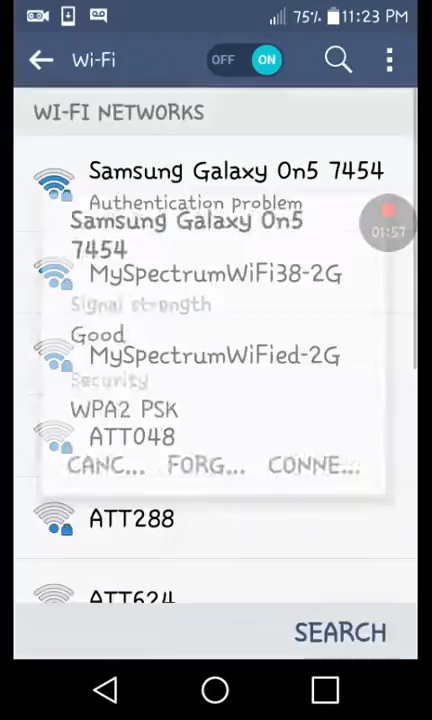 75% 11:23 PM
Wi-Fi OFF ON
WI-FI NETWORKS
Samsung Galaxy On5 7454
Authentication problem
Samsung Galaxy On5
7454
01:57
MySpectrumWiFi38-2G
Signal strength
Good
MySpectrumWiFied-2G
Security
WPA2 PSK
ATT048
CANC... FORG... CONNE...
ATT288
ATT624
SEARCH